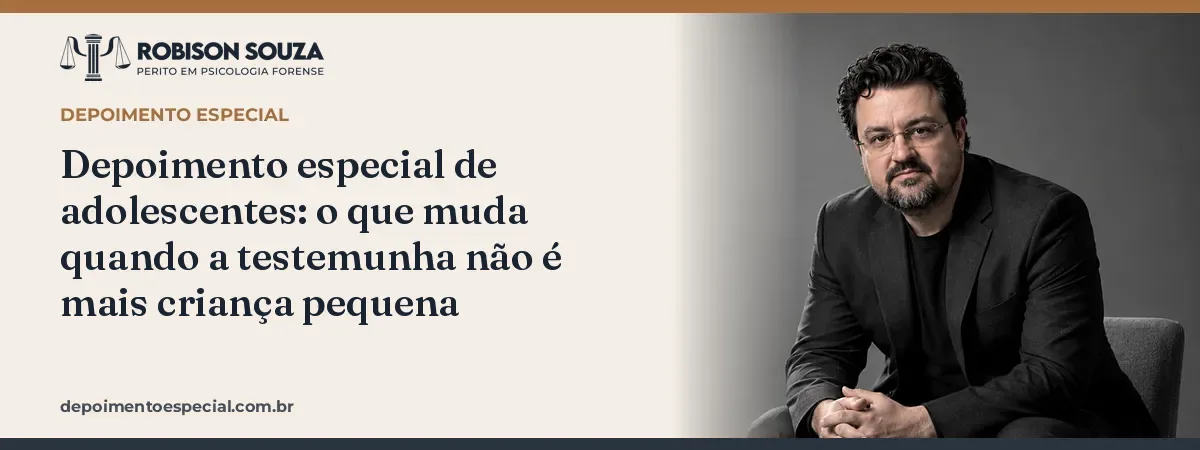 ROBISON SOUZA
PERITO EM PSICOLOGIA FORENSE
DEPOIMENTO ESPECIAL
Depoimento especial de
adolescentes: o que muda
quando a testemunha não é
mais criança pequena
depoimentoespecial.com.br